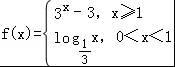 f(x)={3^x−3, x≥1
log_{1/3}x, 0<x<1